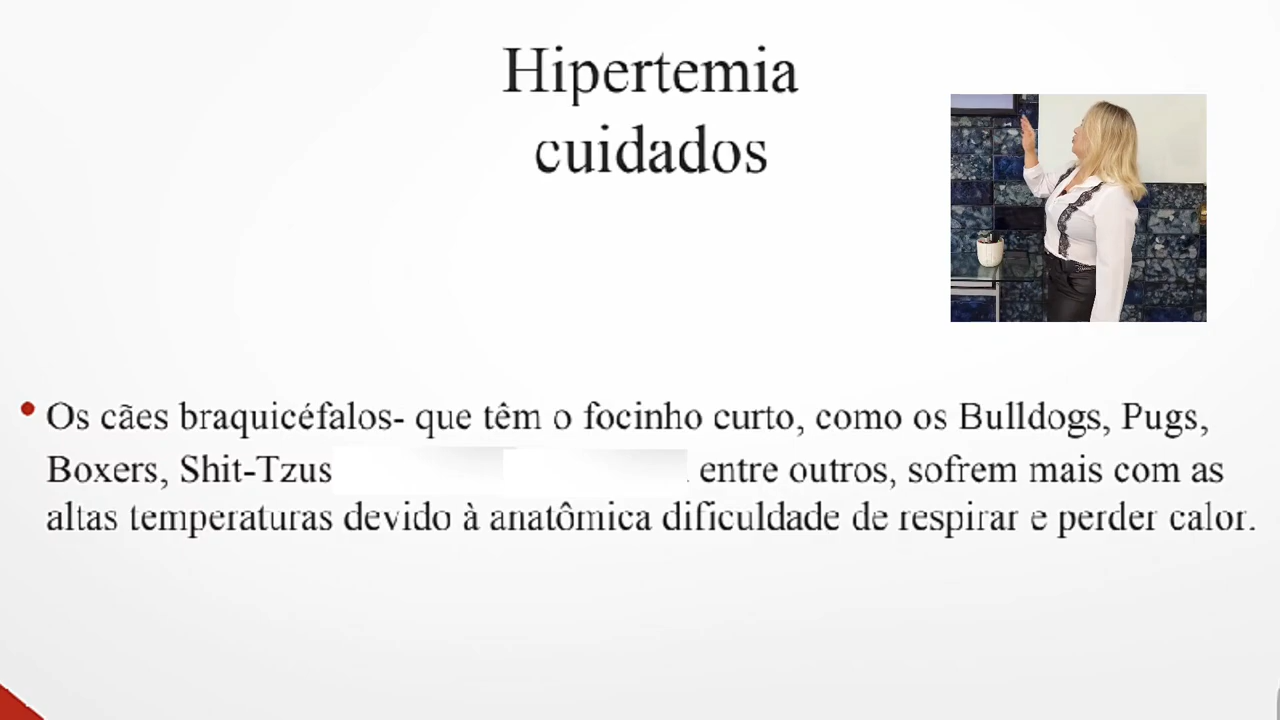 Hipertemia
cuidados
Os cães braquicéfalos- que têm o focinho curto, como os Bulldogs, Pugs,
Boxers, Shit-Tzus entre outros, sofrem mais com as
altas temperaturas devido à anatômica dificuldade de respirar e perder calor.